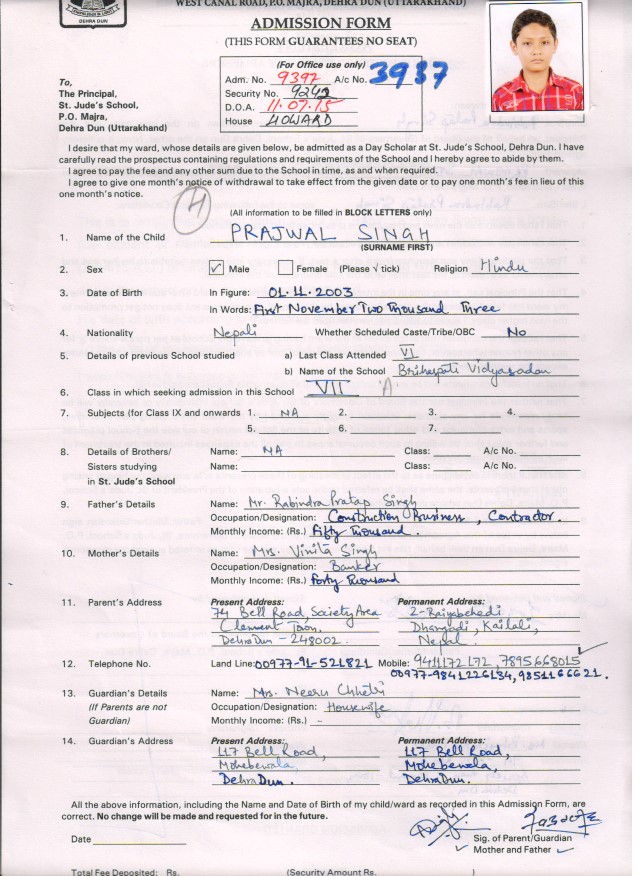 DEHRA DUN
WEST CANAL ROAD, P.O. MAJRA, DEHRA DUN (UTTARAKHAND)
ADMISSION FORM
(THIS FORM GUARANTEES NO SEAT)
(For Office use only)
Adm. No. 9397 A/c No. 3937
Security No. 9242
D.O.A. 11.07.15
House HOWARD
To,
The Principal,
St. Jude's School,
P.O. Majra,
Dehra Dun (Uttarakhand)
I desire that my ward, whose details are given below, be admitted as a Day Scholar at St. Jude's School, Dehra Dun. I have
carefully read the prospectus containing regulations and requirements of the School and I hereby agree to abide by them.
I agree to pay the fee and any other sum due to the School in time, as and when required.
I agree to give one month's notice of withdrawal to take effect from the given date or to pay one month's fee in lieu of this
one month's notice.
4
(All information to be filled in BLOCK LETTERS only)
1. Name of the Child PRAJWAL SINGH
(SURNAME FIRST)
2. Sex ✓ Male Female (Please √ tick) Religion Hindu
3. Date of Birth In Figure: 01.11.2003
In Words: First November Two Thousand Three
4. Nationality Nepali Whether Scheduled Caste/Tribe/OBC No
5. Details of previous School studied a) Last Class Attended VI
b) Name of the School Brihaspati Vidyasadan
6. Class in which seeking admission in this School VII 'A'
7. Subjects (for Class IX and onwards 1. NA 2. 3. 4.
5. 6. 7.
8. Details of Brothers/ Name: NA Class: A/c No.
Sisters studying Name: Class: A/c No.
in St. Jude's School
9. Father's Details Name: Mr. Rabindra Pratap Singh
Occupation/Designation: Construction Business, Contractor.
Monthly Income: (Rs.) Fifty Thousand.
10. Mother's Details Name: Mrs. Vinita Singh
Occupation/Designation: Banker
Monthly Income: (Rs.) Forty Thousand
11. Parent's Address Present Address: Permanent Address:
74 Bell Road, Society Area 2-
Clement Town, Dhangadi, Kailali,
DehraDun - 248002. Nepal
12. Telephone No. Land Line: 00977-91-521821 Mobile: 9411172172, 7895668015
00977-9841226134, 9851166621.
13. Guardian's Details Name: Mrs. Neeru Chhetri
(If Parents are not Occupation/Designation: Housewife
Guardian) Monthly Income: (Rs.) -
14. Guardian's Address Present Address: Permanent Address:
117 Bell Road, 117 Bell Road
Mohebewala, Mohebewala,
DehraDun. DehraDun.
All the above information, including the Name and Date of Birth of my child/ward as recorded in this Admission Form, are
correct. No change will be made and requested for in the future.
Date Sig. of Parent/Guardian
Mother and Father
Total Fee Deposited: Rs. (Security Amount Rs. )